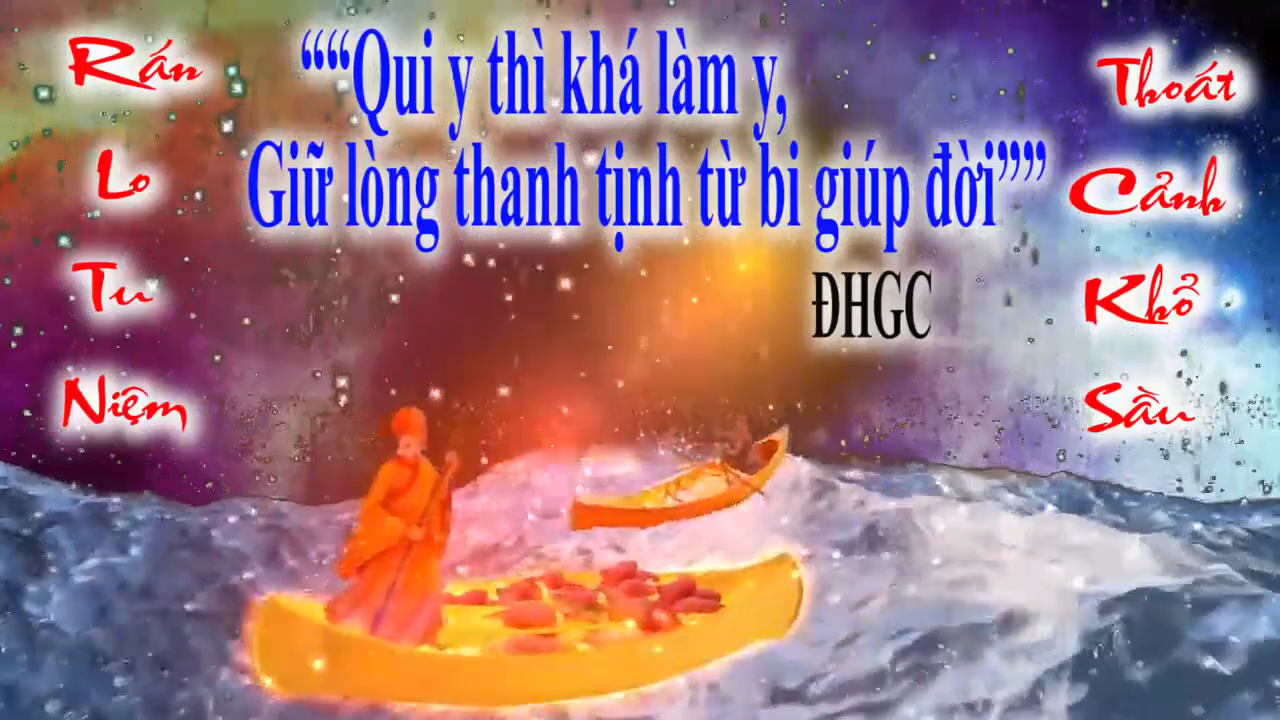 ““Qui y thì khá làm y,
Giữ lòng thanh tịnh từ bi giúp đời””
ĐHGC
Rán
Lo
Tu
Niệm
Thoát
Cảnh
Khổ
Sầu